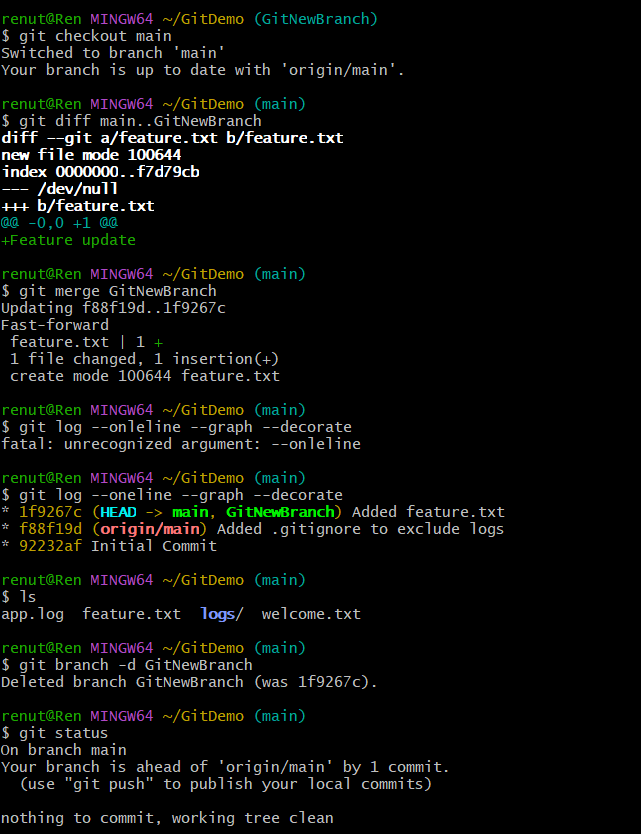 renut@Ren MINGW64 ~/GitDemo (GitNewBranch)
$ git checkout main
Switched to branch 'main'
Your branch is up to date with 'origin/main'.
renut@Ren MINGW64 ~/GitDemo (main)
$ git diff main..GitNewBranch
diff --git a/feature.txt b/feature.txt
new file mode 100644
index 0000000..f7d79cb
--- /dev/null
+++ b/feature.txt
@@ -0,0 +1 @@
+Feature update
renut@Ren MINGW64 ~/GitDemo (main)
$ git merge GitNewBranch
Updating f88f19d..1f9267c
Fast-forward
 feature.txt | 1 +
 1 file changed, 1 insertion(+)
 create mode 100644 feature.txt
renut@Ren MINGW64 ~/GitDemo (main)
$ git log --onleline --graph --decorate
fatal: unrecognized argument: --onleline
renut@Ren MINGW64 ~/GitDemo (main)
$ git log --oneline --graph --decorate
* 1f9267c (HEAD -> main, GitNewBranch) Added feature.txt
* f88f19d (origin/main) Added .gitignore to exclude logs
* 92232af Initial Commit
renut@Ren MINGW64 ~/GitDemo (main)
$ ls
app.log  feature.txt  logs/  welcome.txt
renut@Ren MINGW64 ~/GitDemo (main)
$ git branch -d GitNewBranch
Deleted branch GitNewBranch (was 1f9267c).
renut@Ren MINGW64 ~/GitDemo (main)
$ git status
On branch main
Your branch is ahead of 'origin/main' by 1 commit.
  (use "git push" to publish your local commits)
nothing to commit, working tree clean